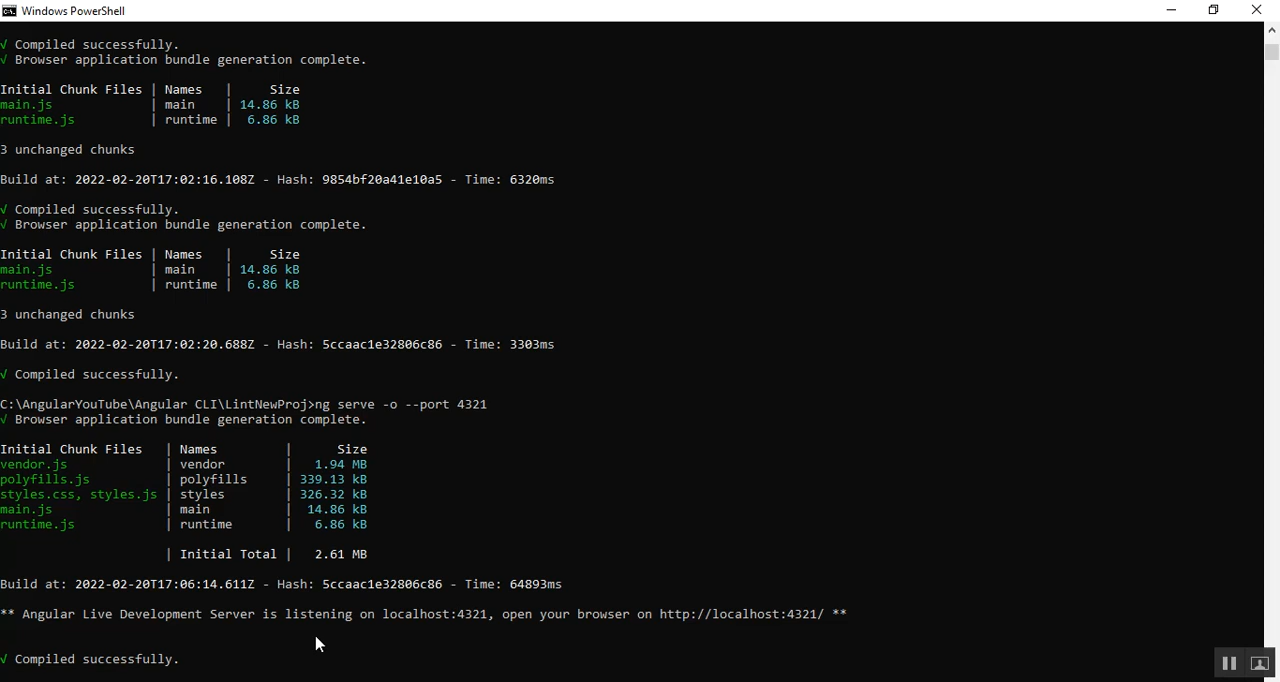 Windows PowerShell
√ Compiled successfully.
√ Browser application bundle generation complete.
Initial Chunk Files | Names | Size
main.js | main | 14.86 kB
runtime.js | runtime | 6.86 kB
3 unchanged chunks
Build at: 2022-02-20T17:02:16.108Z - Hash: 9854bf20a41e10a5 - Time: 6320ms
√ Compiled successfully.
√ Browser application bundle generation complete.
Initial Chunk Files | Names | Size
main.js | main | 14.86 kB
runtime.js | runtime | 6.86 kB
3 unchanged chunks
Build at: 2022-02-20T17:02:20.688Z - Hash: 5ccaac1e32806c86 - Time: 3303ms
√ Compiled successfully.
C:\AngularYouTube\Angular CLI\LintNewProj>ng serve -o --port 4321
√ Browser application bundle generation complete.
Initial Chunk Files | Names | Size
vendor.js | vendor | 1.94 MB
polyfills.js | polyfills | 339.13 kB
styles.css, styles.js | styles | 326.32 kB
main.js | main | 14.86 kB
runtime.js | runtime | 6.86 kB
| Initial Total | 2.61 MB
Build at: 2022-02-20T17:06:14.611Z - Hash: 5ccaac1e32806c86 - Time: 64893ms
** Angular Live Development Server is listening on localhost:4321, open your browser on http://localhost:4321/ **
√ Compiled successfully.